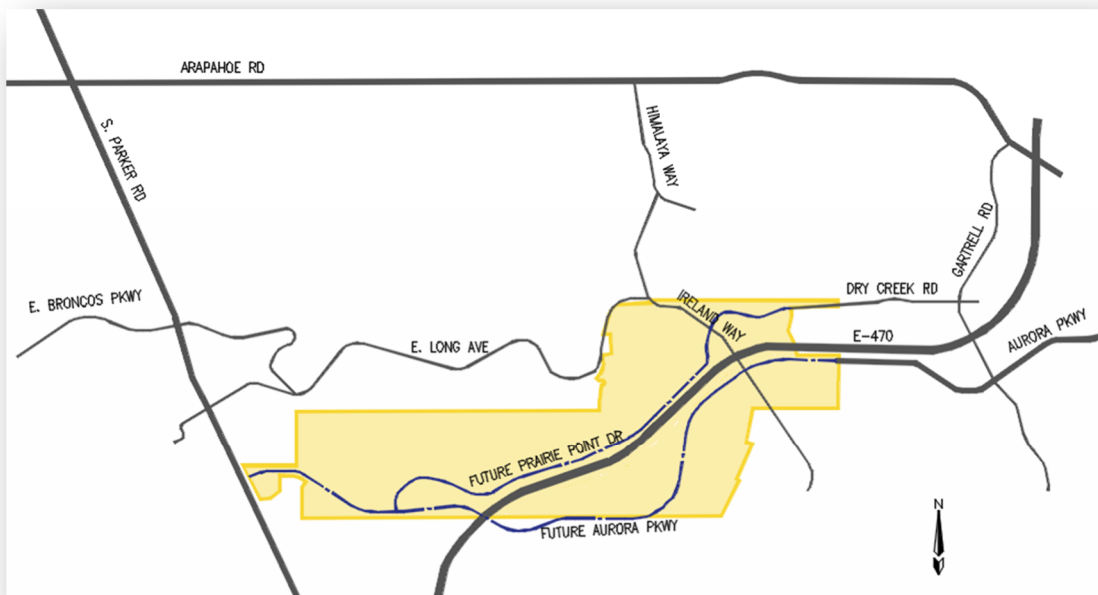 ARAPAHOE RD
S. PARKER RD
HIMALAYA WAY
GARTRELL RD
E. BRONCOS PKWY
DRY CREEK RD
IRELAND WAY
E-470
AURORA PKWY
E. LONG AVE
FUTURE PRAIRIE POINT DR
FUTURE AURORA PKWY
N